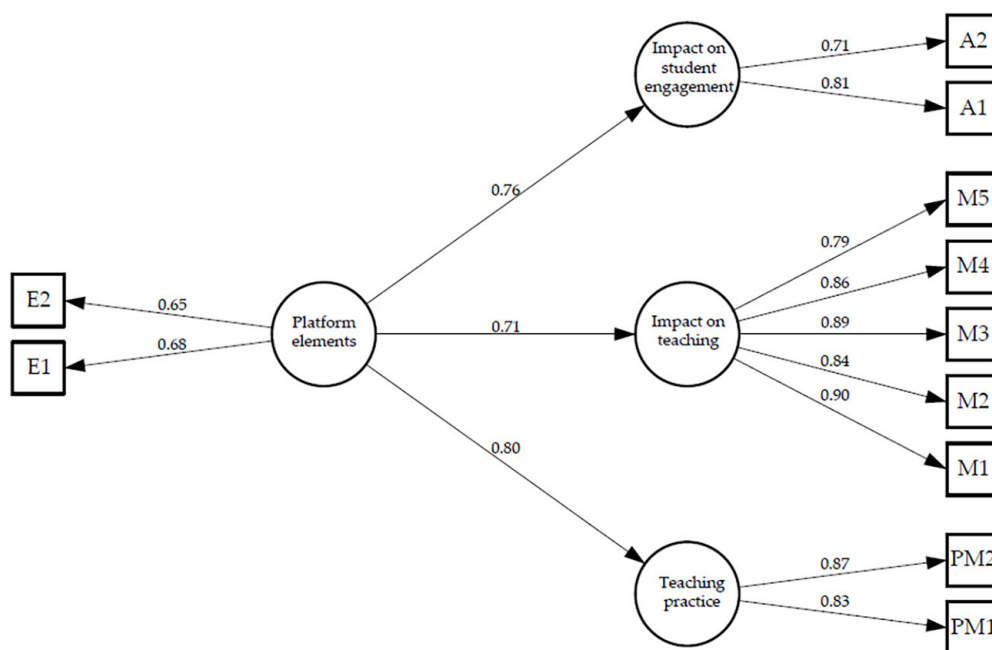 A2
Impact on
student
engagement
0.71
0.81
A1
0.76
M5
0.79
M4
0.86
E2
0.65
Platform
elements
0.71
Impact on
teaching
0.89
M3
0.68
E1
0.84
M2
0.90
M1
0.80
PM2
0.87
Teaching
practice
0.83
PM1